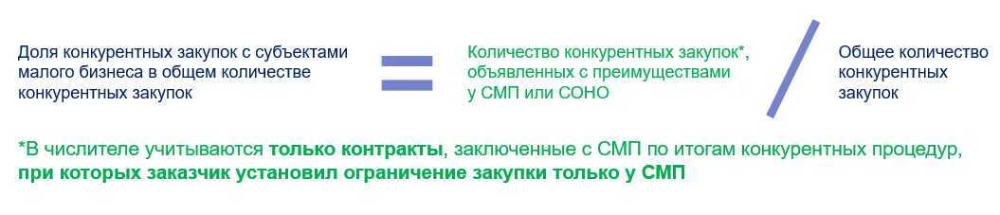 Доля конкурентных закупок с субъектами
малого бизнеса в общем количестве
конкурентных закупок
=
Количество конкурентных закупок*,
объявленных с преимуществами
у СМП или СОНО
/
Общее количество
конкурентных
закупок
*В числителе учитываются только контракты, заключенные с СМП по итогам конкурентных процедур,
при которых заказчик установил ограничение закупки только у СМП